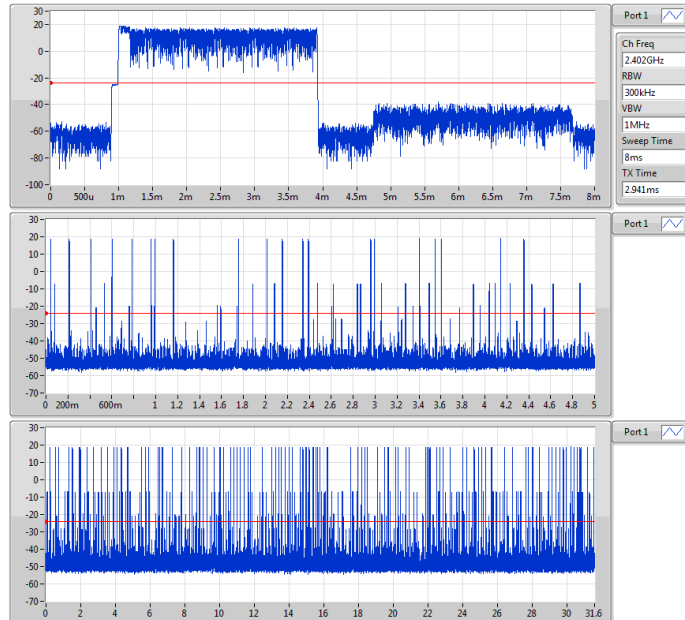 30-
20-
0-
-20-
-40-
-60-
-80-
-100-
0 500u 1m 1.5m 2m 2.5m 3m 3.5m 4m 4.5m 5m 5.5m 6m 6.5m 7m 7.5m 8m
Port 1
Ch Freq
2.402GHz
RBW
300kHz
VBW
1MHz
Sweep Time
8ms
TX Time
2.941ms
30-
20-
10-
0-
-10-
-20-
-30-
-40-
-50-
-60-
-70-
0 200m 600m 1 1.2 1.4 1.6 1.8 2 2.2 2.4 2.6 2.8 3 3.2 3.4 3.6 3.8 4 4.2 4.4 4.6 4.8 5
Port 1
30-
20-
10-
0-
-10-
-20-
-30-
-40-
-50-
-60-
-70-
0 2 4 6 8 10 12 14 16 18 20 22 24 26 28 30 31.6
Port 1